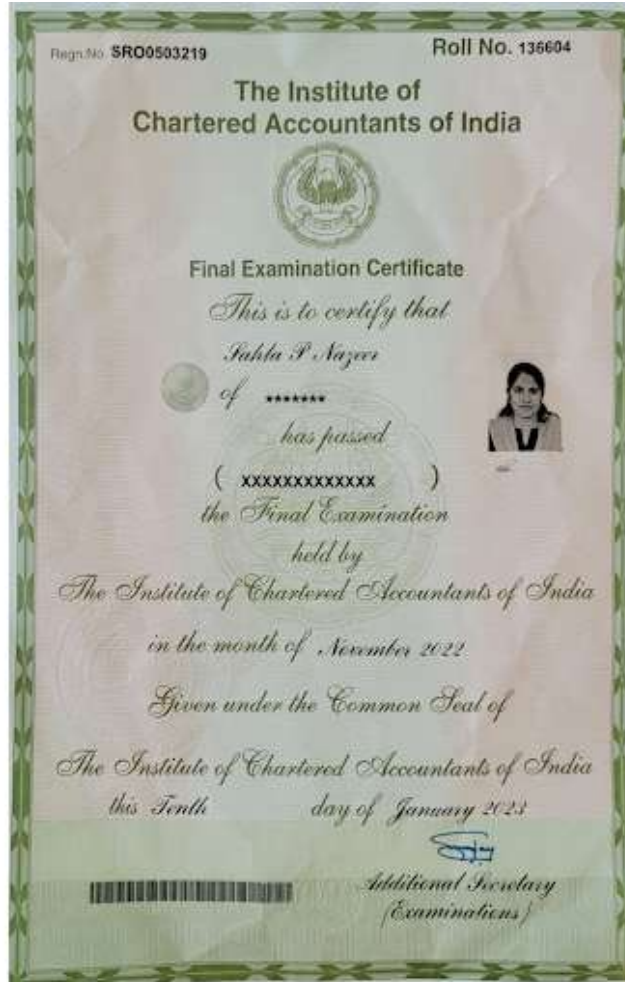 Regn.No. SRO0503219
Roll No. 136604
The Institute of
Chartered Accountants of India
Final Examination Certificate
This is to certify that
Sahla P Nazeer
of *******
has passed
( XXXXXXXXXXXXX )
the Final Examination
held by
The Institute of Chartered Accountants of India
in the month of November 2022
Given under the Common Seal of
The Institute of Chartered Accountants of India
this Tenth day of January 2023
Additional Secretary
(Examinations)